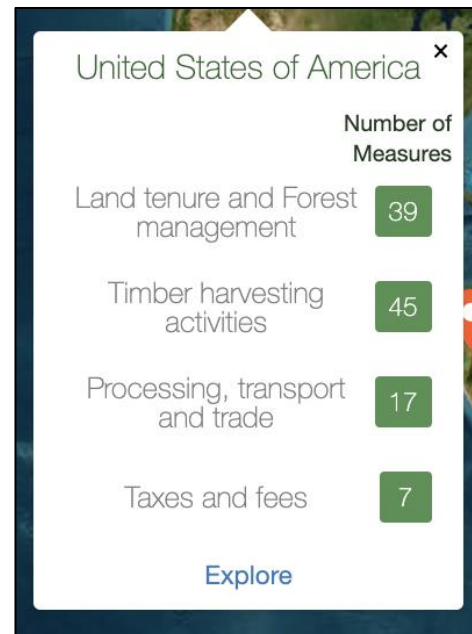 United States of America ×
Number of
Measures
Land tenure and Forest
management
39
Timber harvesting
activities
45
Processing, transport
and trade
17
Taxes and fees
7
Explore